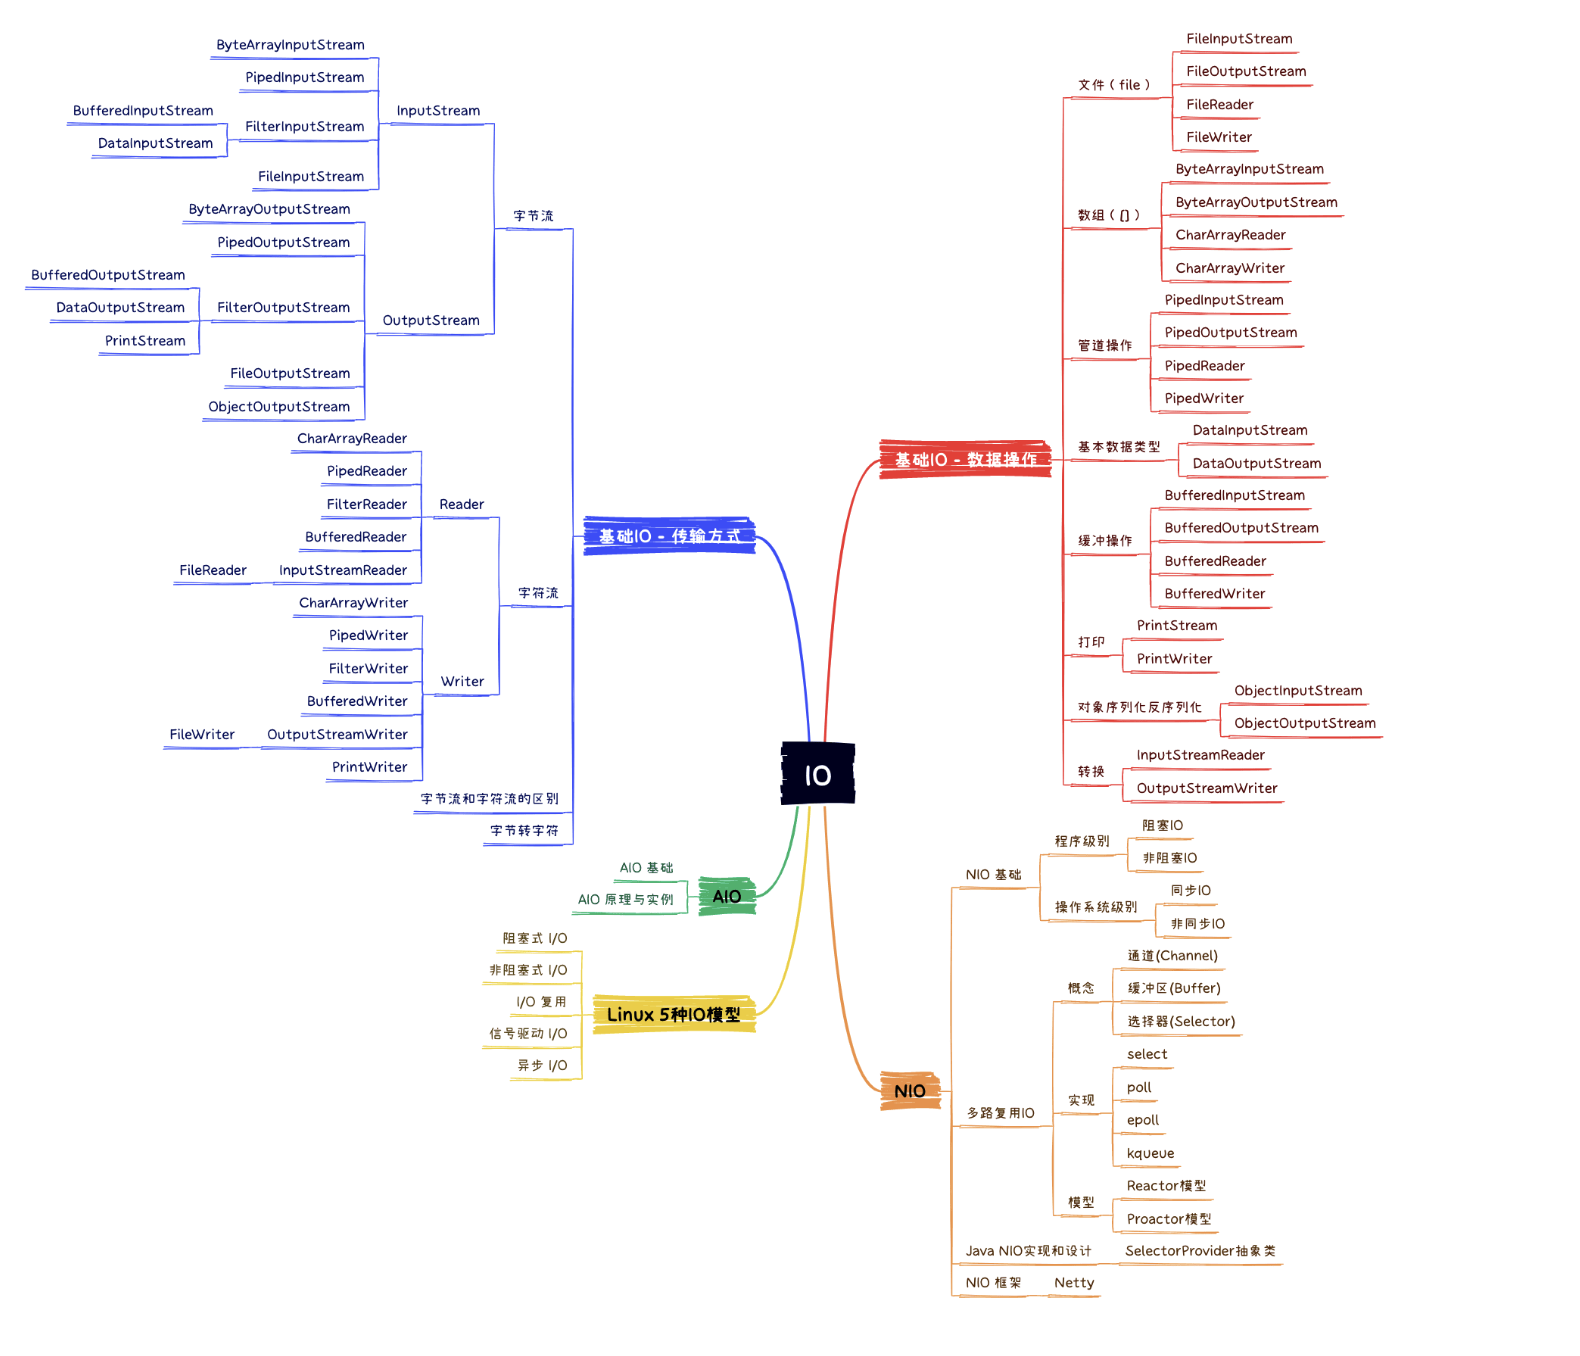 IO
基础IO - 传输方式
字节流
InputStream
ByteArrayInputStream
PipedInputStream
FilterInputStream
BufferedInputStream
DataInputStream
FileInputStream
OutputStream
ByteArrayOutputStream
PipedOutputStream
FilterOutputStream
BufferedOutputStream
DataOutputStream
PrintStream
FileOutputStream
ObjectOutputStream
字符流
Reader
CharArrayReader
PipedReader
FilterReader
BufferedReader
InputStreamReader
FileReader
Writer
CharArrayWriter
PipedWriter
FilterWriter
BufferedWriter
OutputStreamWriter
FileWriter
PrintWriter
字节流和字符流的区别
字节转字符
AIO
AIO 基础
AIO 原理与实例
Linux 5种IO模型
阻塞式 I/O
非阻塞式 I/O
I/O 复用
信号驱动 I/O
异步 I/O
基础IO - 数据操作
文件（file）
FileInputStream
FileOutputStream
FileReader
FileWriter
数组（[]）
ByteArrayInputStream
ByteArrayOutputStream
CharArrayReader
CharArrayWriter
管道操作
PipedInputStream
PipedOutputStream
PipedReader
PipedWriter
基本数据类型
DataInputStream
DataOutputStream
缓冲操作
BufferedInputStream
BufferedOutputStream
BufferedReader
BufferedWriter
打印
PrintStream
PrintWriter
对象序列化反序列化
ObjectInputStream
ObjectOutputStream
转换
InputStreamReader
OutputStreamWriter
NIO
NIO 基础
程序级别
阻塞IO
非阻塞IO
操作系统级别
同步IO
非同步IO
多路复用IO
概念
通道(Channel)
缓冲区(Buffer)
选择器(Selector)
实现
select
poll
epoll
kqueue
模型
Reactor模型
Proactor模型
Java NIO实现和设计
SelectorProvider抽象类
NIO 框架
Netty